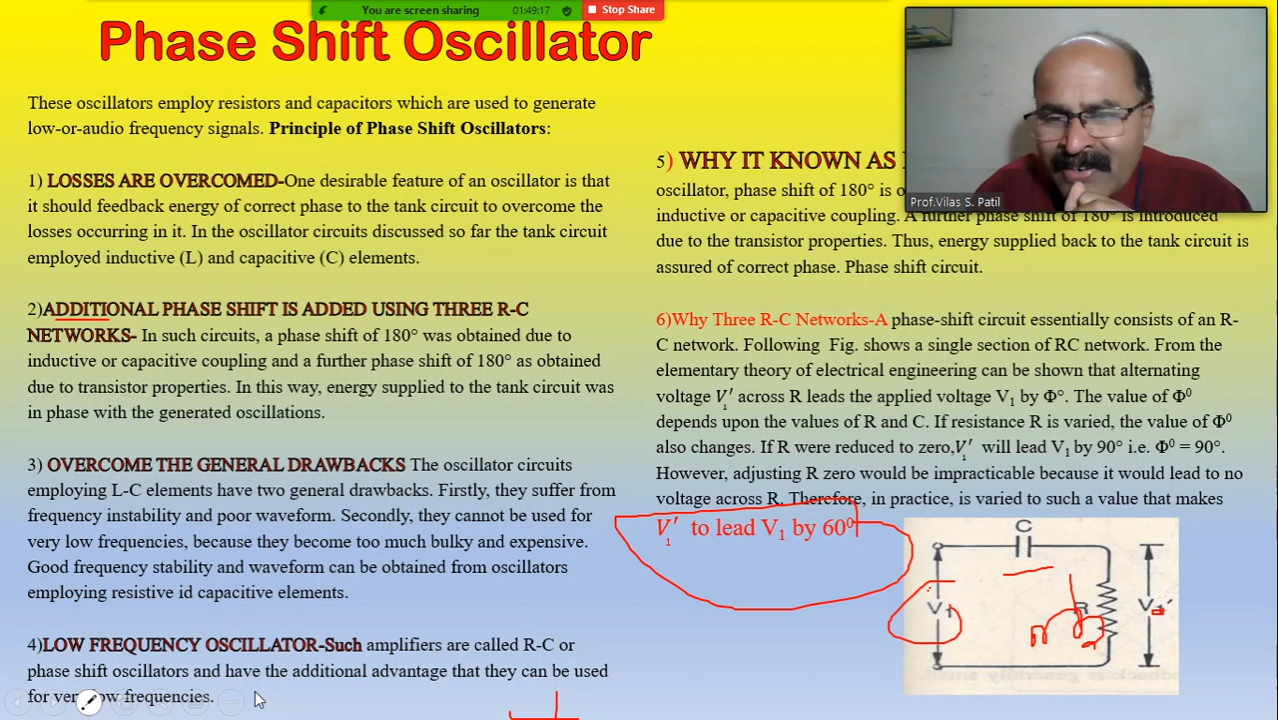 You are screen sharing
01:49:17
Stop Share
Phase Shift Oscillator
These oscillators employ resistors and capacitors which are used to generate
low-or-audio frequency signals. Principle of Phase Shift Oscillators:
1) LOSSES ARE OVERCOMED-One desirable feature of an oscillator is that
it should feedback energy of correct phase to the tank circuit to overcome the
losses occurring in it. In the oscillator circuits discussed so far the tank circuit
employed inductive (L) and capacitive (C) elements.
2)ADDITIONAL PHASE SHIFT IS ADDED USING THREE R-C
NETWORKS- In such circuits, a phase shift of 180° was obtained due to
inductive or capacitive coupling and a further phase shift of 180° as obtained
due to transistor properties. In this way, energy supplied to the tank circuit was
in phase with the generated oscillations.
3) OVERCOME THE GENERAL DRAWBACKS The oscillator circuits
employing L-C elements have two general drawbacks. Firstly, they suffer from
frequency instability and poor waveform. Secondly, they cannot be used for
very low frequencies, because they become too much bulky and expensive.
Good frequency stability and waveform can be obtained from oscillators
employing resistive id capacitive elements.
4)LOW FREQUENCY OSCILLATOR-Such amplifiers are called R-C or
phase shift oscillators and have the additional advantage that they can be used
for very low frequencies.
5) WHY IT KNOWN AS
oscillator, phase shift of 180° is
inductive or capacitive coupling. A further phase shift of 180° is introduced
due to the transistor properties. Thus, energy supplied back to the tank circuit is
assured of correct phase. Phase shift circuit.
6)Why Three R-C Networks-A phase-shift circuit essentially consists of an R-
C network. Following Fig. shows a single section of RC network. From the
elementary theory of electrical engineering can be shown that alternating
voltage V₁′ across R leads the applied voltage V₁ by Φ°. The value of Φ⁰
depends upon the values of R and C. If resistance R is varied, the value of Φ⁰
also changes. If R were reduced to zero,V₁′ will lead V₁ by 90° i.e. Φ⁰ = 90°.
However, adjusting R zero would be impracticable because it would lead to no
voltage across R. Therefore, in practice, is varied to such a value that makes
V₁′ to lead V₁ by 60⁰
Prof.Vilas S. Patil
C
V₁
R